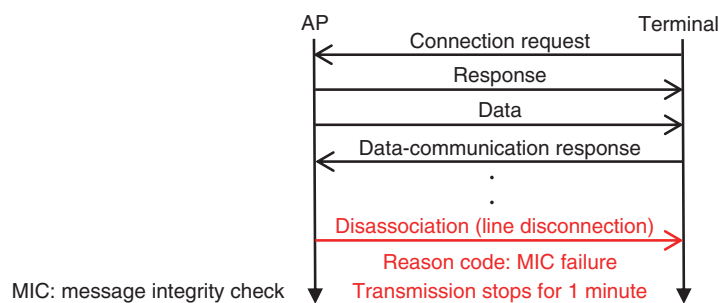 AP
Terminal
Connection request
Response
Data
Data-communication response
Disassociation (line disconnection)
Reason code: MIC failure
MIC: message integrity check
Transmission stops for 1 minute